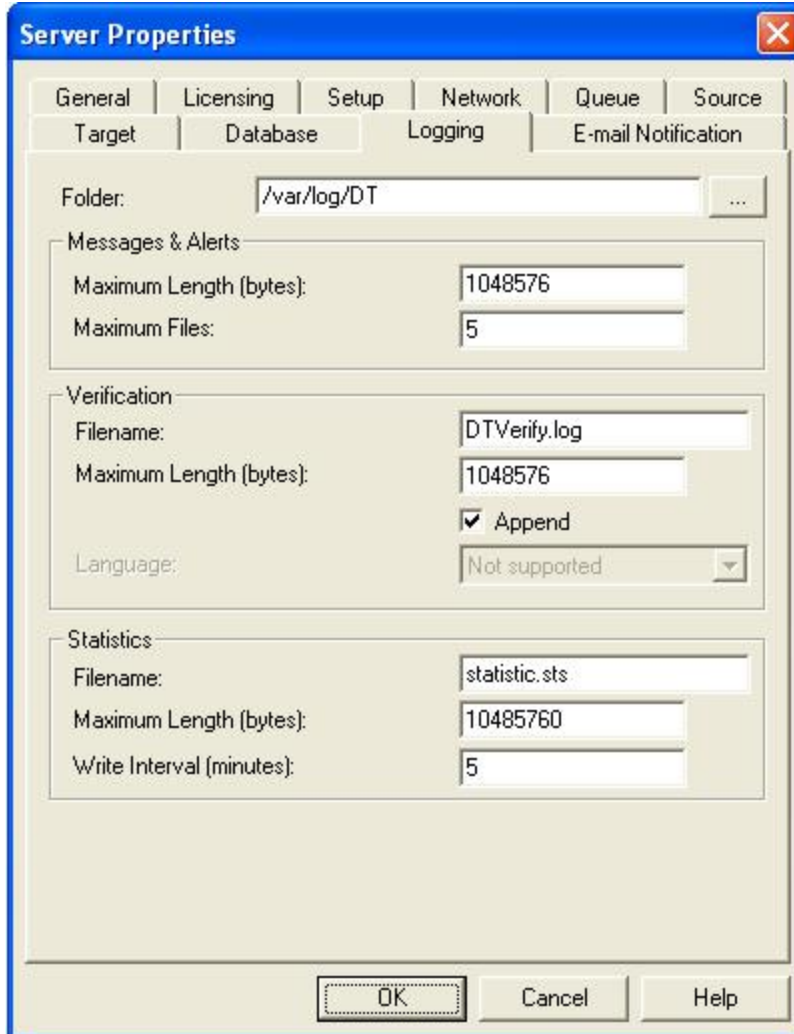 Server Properties
General Licensing Setup Network Queue Source
Target Database Logging E-mail Notification
Folder: /var/log/DT ...
Messages & Alerts
Maximum Length (bytes): 1048576
Maximum Files: 5
Verification
Filename: DTVerify.log
Maximum Length (bytes): 1048576
Append
Language: Not supported
Statistics
Filename: statistic.sts
Maximum Length (bytes): 10485760
Write Interval (minutes): 5
OK Cancel Help